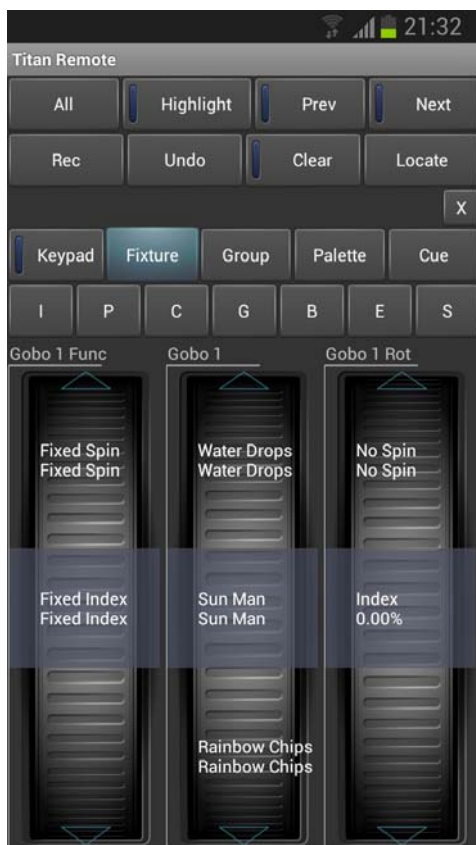 21:32
Titan Remote
All Highlight Prev Next
Rec Undo Clear Locate
X
Keypad Fixture Group Palette Cue
I P C G B E S
Gobo 1 Func Gobo 1 Gobo 1 Rot
Fixed Spin Water Drops No Spin
Fixed Spin Water Drops No Spin
Fixed Index Sun Man Index
Fixed Index Sun Man 0.00%
Rainbow Chips
Rainbow Chips